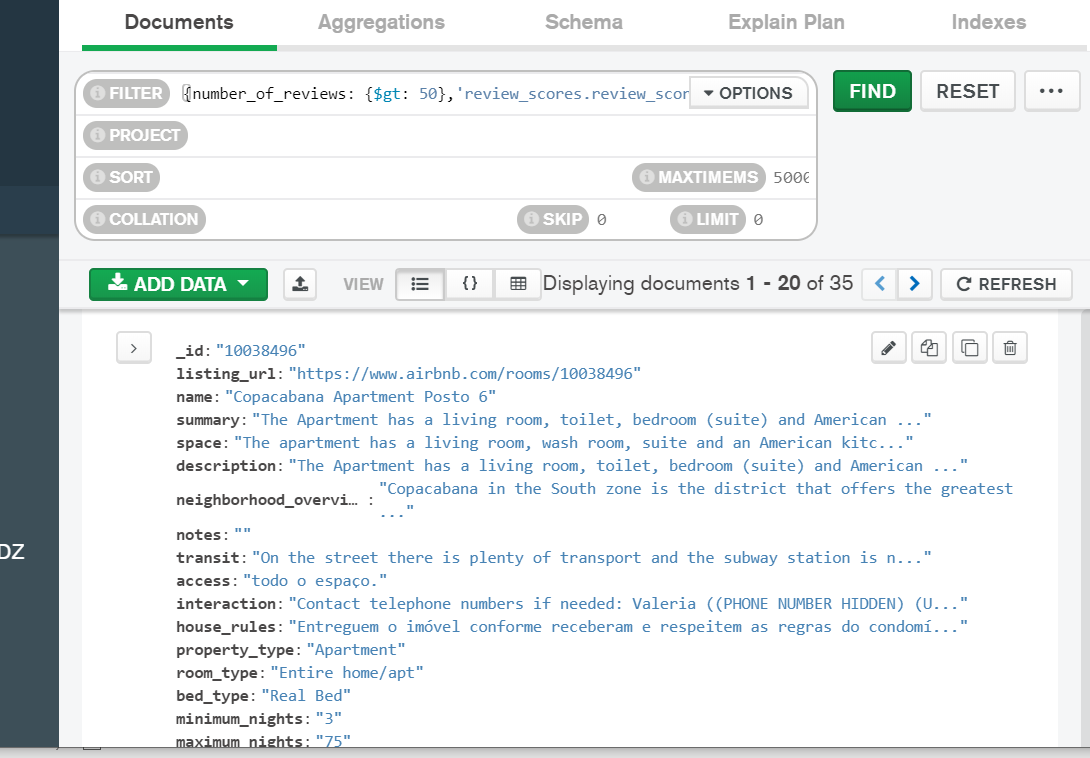 Documents Aggregations Schema Explain Plan Indexes
FILTER {number_of_reviews: {$gt: 50},'review_scores.review_scor OPTIONS FIND RESET ...
PROJECT
SORT MAXTIMEMS 5000
COLLATION SKIP 0 LIMIT 0
ADD DATA VIEW {} Displaying documents 1 - 20 of 35 < > REFRESH
_id: "10038496"
listing_url: "https://www.airbnb.com/rooms/10038496"
name: "Copacabana Apartment Posto 6"
summary: "The Apartment has a living room, toilet, bedroom (suite) and American ..."
space: "The apartment has a living room, wash room, suite and an American kitc..."
description: "The Apartment has a living room, toilet, bedroom (suite) and American ..."
neighborhood_overvi… : "Copacabana in the South zone is the district that offers the greatest
..."
notes: ""
DZ
transit: "On the street there is plenty of transport and the subway station is n..."
access: "todo o espaço."
interaction: "Contact telephone numbers if needed: Valeria ((PHONE NUMBER HIDDEN) (U..."
house_rules: "Entreguem o imóvel conforme receberam e respeitem as regras do condomí..."
property_type: "Apartment"
room_type: "Entire home/apt"
bed_type: "Real Bed"
minimum_nights: "3"
maximum_nights: "75"